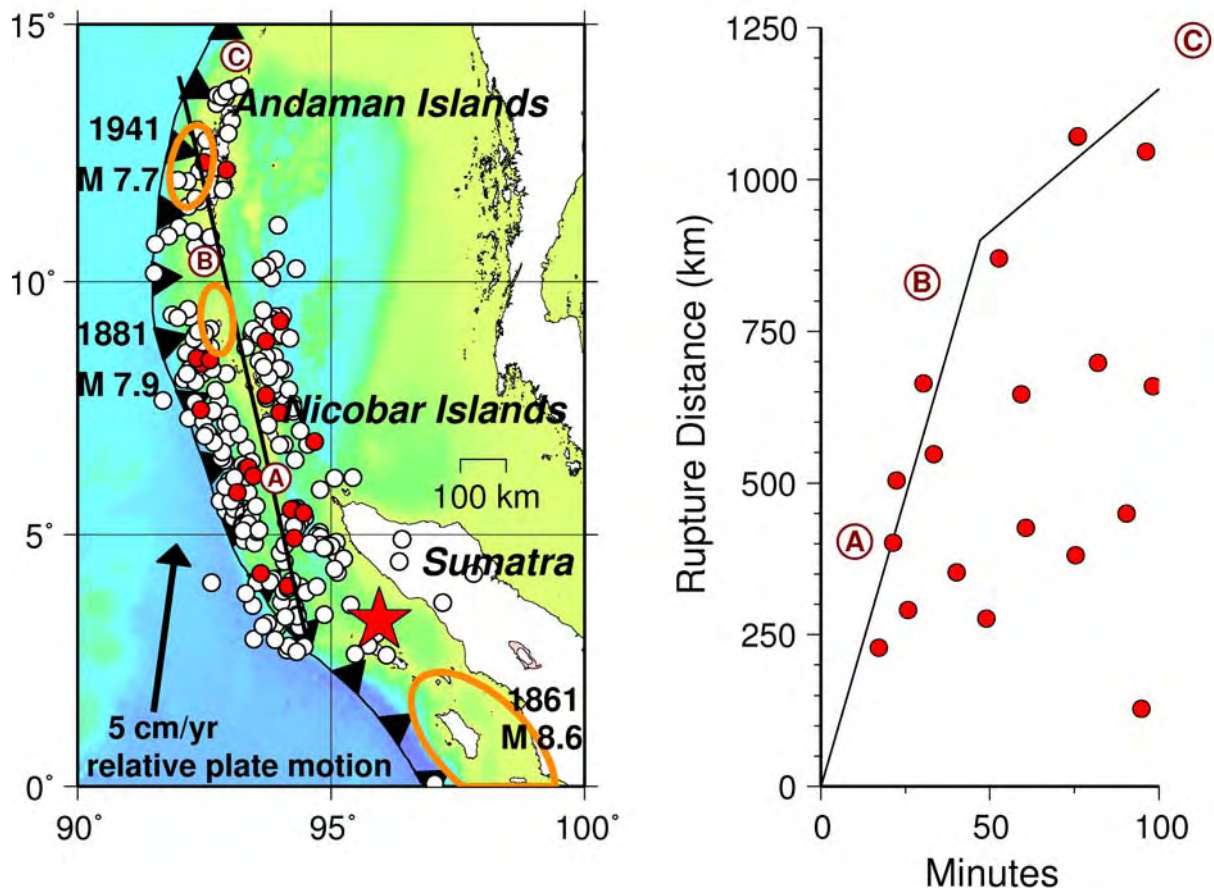 15˚
10˚
5˚
0˚
90˚
95˚
100˚
C
Andaman Islands
1941
M 7.7
B
1881
M 7.9
Nicobar Islands
A
100 km
Sumatra
5 cm/yr
relative plate motion
1861
M 8.6
Rupture Distance (km)
1250
1000
750
500
250
0
C
B
A
0
50
100
Minutes